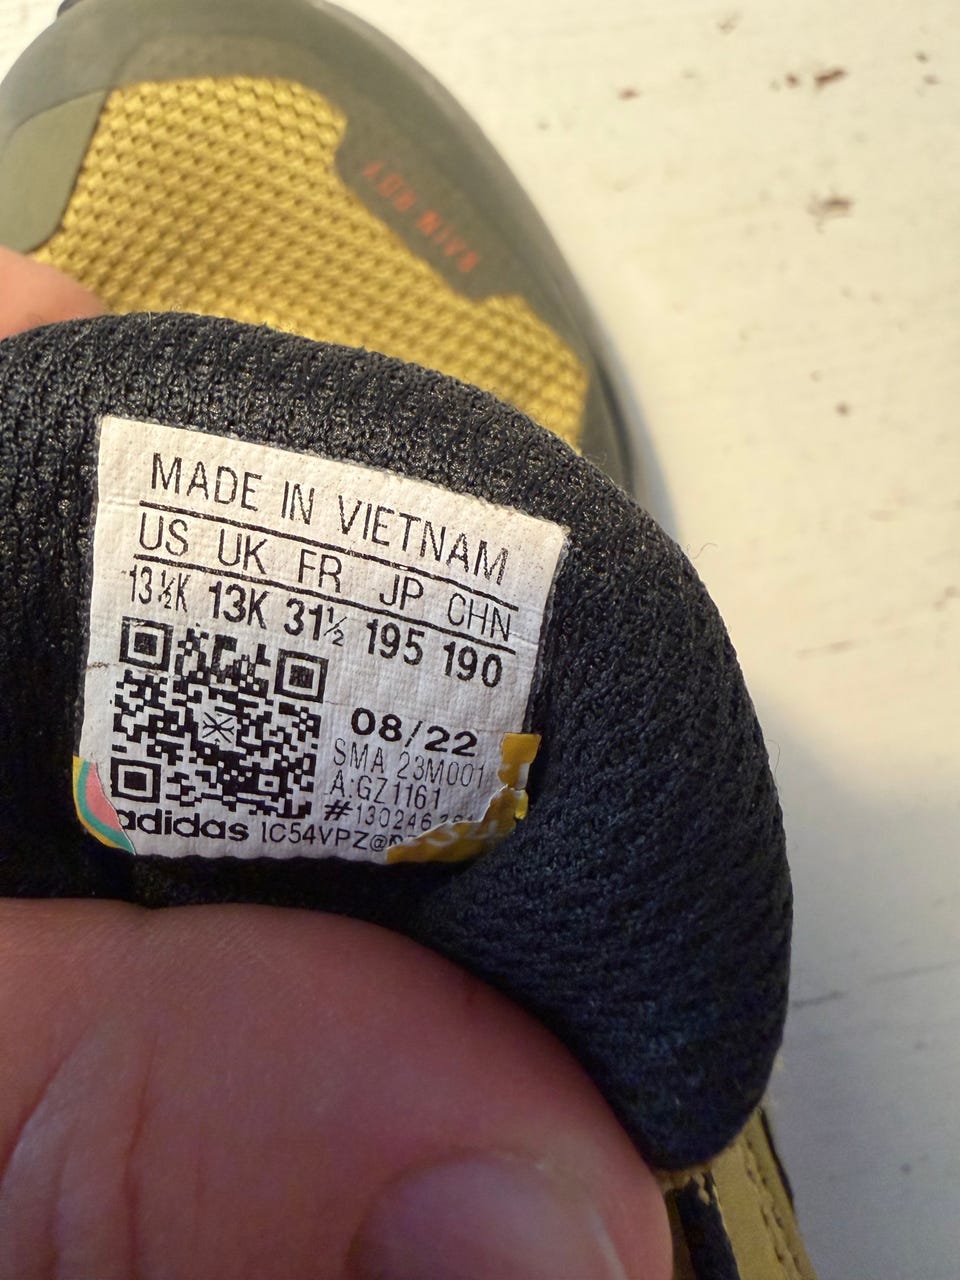 RAIN.RDY
MADE IN VIETNAM
US UK FR JP CHN
13½K 13K 31½ 195 190
08/22
SMA 23M001
A:GZ1161
adidas